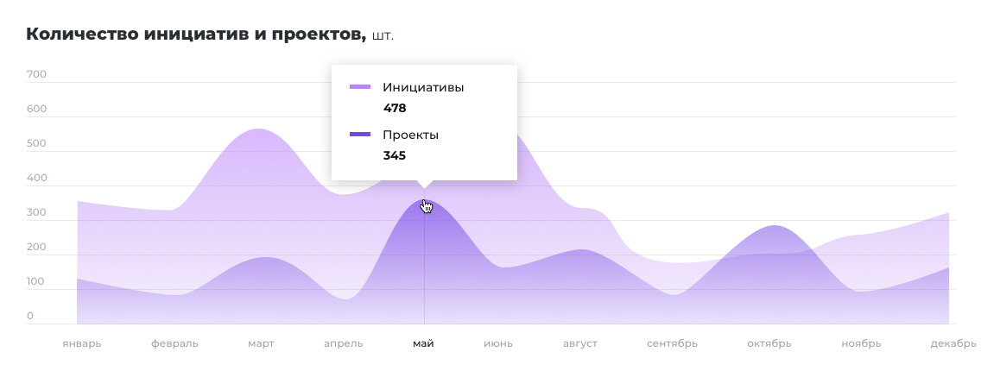 Количество инициатив и проектов, шт.
700
600
500
400
300
200
100
0
Инициативы
478
Проекты
345
январь февраль март апрель май июнь август сентябрь октябрь ноябрь декабрь